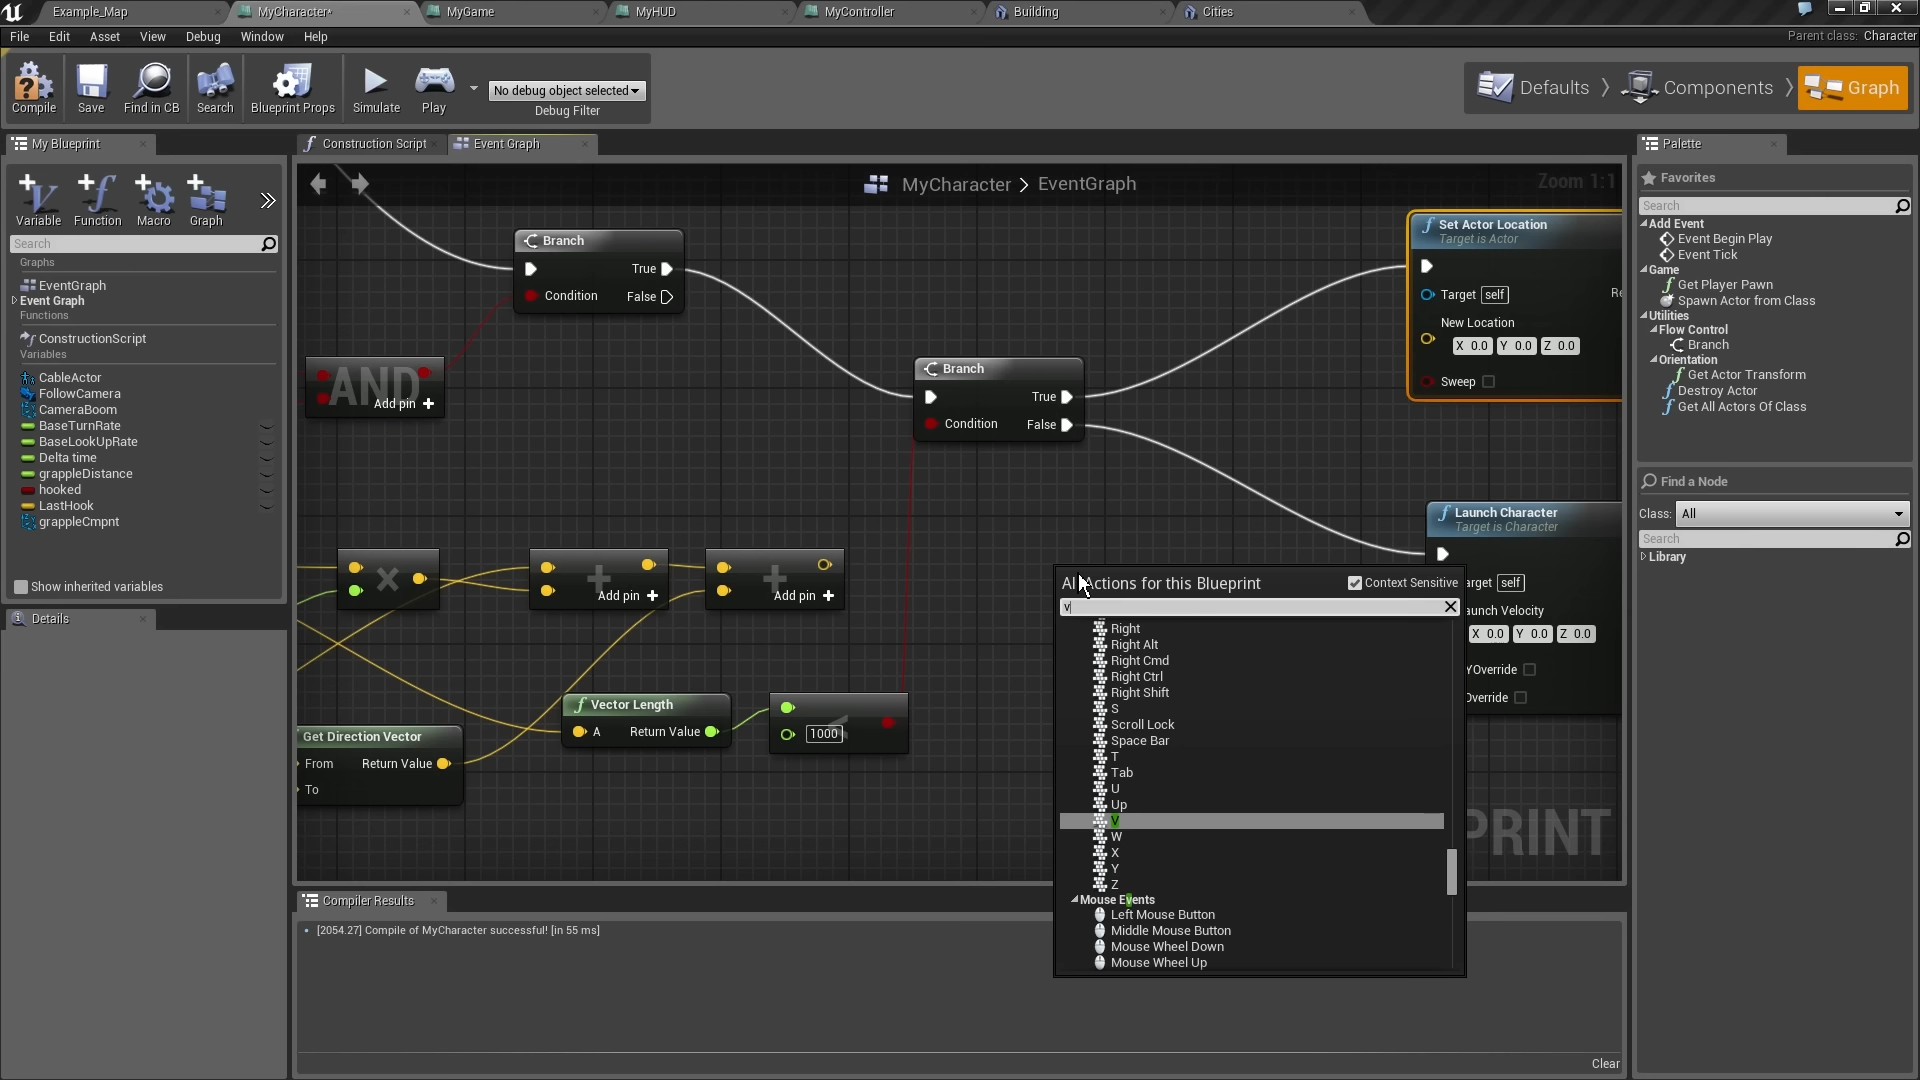 Example_Map
MyCharacter*
MyGame
MyHUD
MyController
Building
Cities
File
Edit
Asset
View
Debug
Window
Help
Parent class: Character
Compile
Save
Find in CB
Search
Blueprint Props
Simulate
Play
No debug object selected
Debug Filter
Defaults
Components
Graph
My Blueprint
Construction Script
Event Graph
Palette
Variable
Function
Macro
Graph
Search
Graphs
EventGraph
Event Graph
Functions
ConstructionScript
Variables
CableActor
FollowCamera
CameraBoom
BaseTurnRate
BaseLookUpRate
Delta time
grappleDistance
hooked
LastHook
grappleCmpnt
Show inherited variables
Details
MyCharacter > EventGraph
Zoom 1:1
Branch
True
Condition
False
AND
Add pin +
Branch
True
Condition
False
Set Actor Location
Target is Actor
Target self
Re
New Location
X 0.0 Y 0.0 Z 0.0
Sweep
Launch Character
Target is Character
arget self
aunch Velocity
X 0.0 Y 0.0 Z 0.0
YOverride
Override
Add pin +
Add pin +
Vector Length
A
Return Value
1000
Get Direction Vector
From
Return Value
To
PRINT
Al Actions for this Blueprint
Context Sensitive
v
Right
Right Alt
Right Cmd
Right Ctrl
Right Shift
S
Scroll Lock
Space Bar
T
Tab
U
Up
V
W
X
Y
Z
Mouse Events
Left Mouse Button
Middle Mouse Button
Mouse Wheel Down
Mouse Wheel Up
Compiler Results
[2054.27] Compile of MyCharacter successful! [in 55 ms]
Clear
Favorites
Search
Add Event
Event Begin Play
Event Tick
Game
Get Player Pawn
Spawn Actor from Class
Utilities
Flow Control
Branch
Orientation
Get Actor Transform
Destroy Actor
Get All Actors Of Class
Find a Node
Class: All
Search
Library